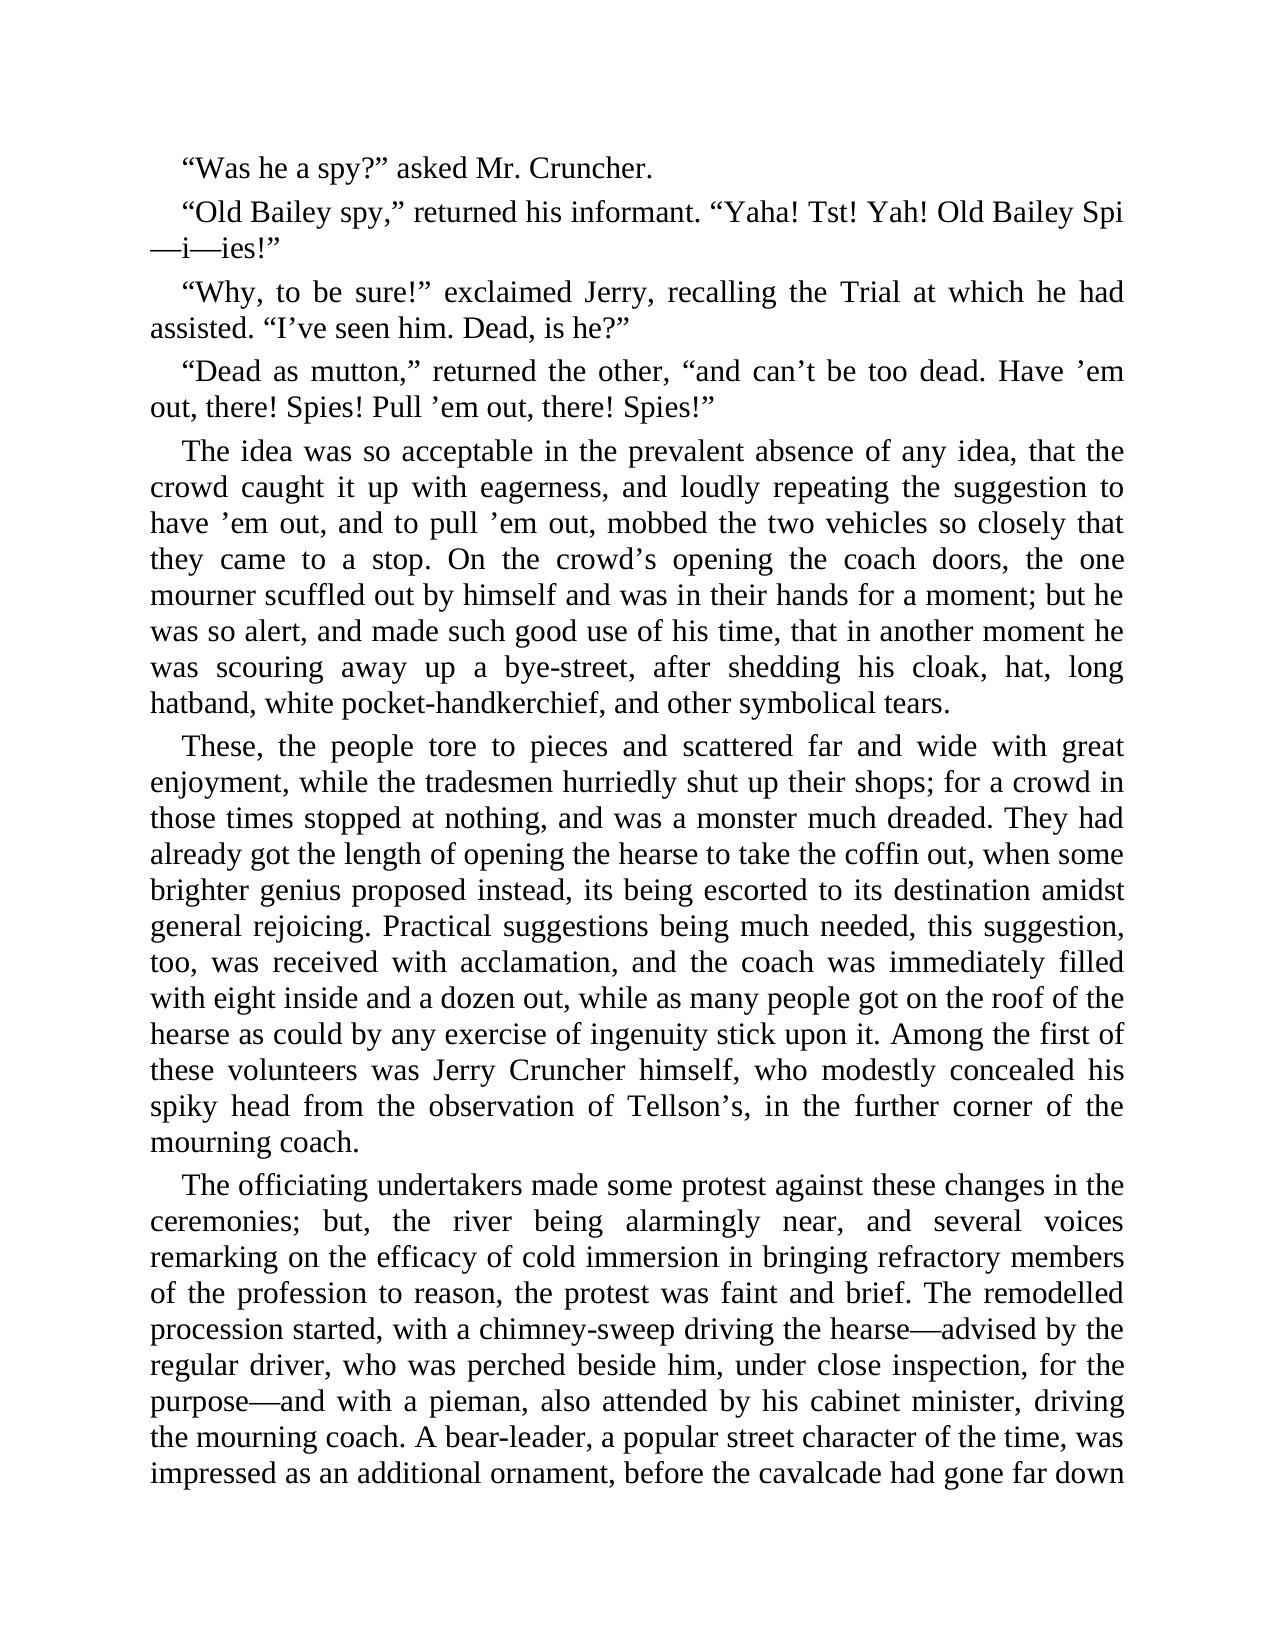 “Was he a spy?” asked Mr. Cruncher.
“Old Bailey spy,” returned his informant. “Yaha! Tst! Yah! Old Bailey Spi
—i—ies!”
“Why, to be sure!” exclaimed Jerry, recalling the Trial at which he had
assisted. “I’ve seen him. Dead, is he?”
“Dead as mutton,” returned the other, “and can’t be too dead. Have ’em
out, there! Spies! Pull ’em out, there! Spies!”
The idea was so acceptable in the prevalent absence of any idea, that the
crowd caught it up with eagerness, and loudly repeating the suggestion to
have ’em out, and to pull ’em out, mobbed the two vehicles so closely that
they came to a stop. On the crowd’s opening the coach doors, the one
mourner scuffled out by himself and was in their hands for a moment; but he
was so alert, and made such good use of his time, that in another moment he
was scouring away up a bye-street, after shedding his cloak, hat, long
hatband, white pocket-handkerchief, and other symbolical tears.
These, the people tore to pieces and scattered far and wide with great
enjoyment, while the tradesmen hurriedly shut up their shops; for a crowd in
those times stopped at nothing, and was a monster much dreaded. They had
already got the length of opening the hearse to take the coffin out, when some
brighter genius proposed instead, its being escorted to its destination amidst
general rejoicing. Practical suggestions being much needed, this suggestion,
too, was received with acclamation, and the coach was immediately filled
with eight inside and a dozen out, while as many people got on the roof of the
hearse as could by any exercise of ingenuity stick upon it. Among the first of
these volunteers was Jerry Cruncher himself, who modestly concealed his
spiky head from the observation of Tellson’s, in the further corner of the
mourning coach.
The officiating undertakers made some protest against these changes in the
ceremonies; but, the river being alarmingly near, and several voices
remarking on the efficacy of cold immersion in bringing refractory members
of the profession to reason, the protest was faint and brief. The remodelled
procession started, with a chimney-sweep driving the hearse—advised by the
regular driver, who was perched beside him, under close inspection, for the
purpose—and with a pieman, also attended by his cabinet minister, driving
the mourning coach. A bear-leader, a popular street character of the time, was
impressed as an additional ornament, before the cavalcade had gone far down